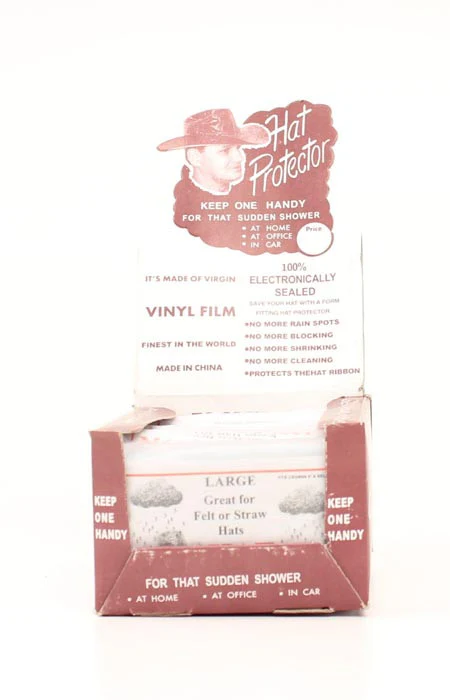 Hat
Protector
KEEP ONE HANDY
FOR THAT SUDDEN SHOWER
• AT HOME
• AT OFFICE
• IN CAR
Price
IT'S MADE OF VIRGIN
VINYL FILM
FINEST IN THE WORLD
MADE IN CHINA
100%
ELECTRONICALLY
SEALED
SAVE YOUR HAT WITH A FORM
FITTING HAT PROTECTOR
•NO MORE RAIN SPOTS
•NO MORE BLOCKING
•NO MORE SHRINKING
•NO MORE CLEANING
•PROTECTS THEHAT RIBBON
LARGE
Great for
Felt or Straw
Hats
KEEP
ONE
HANDY
KEEP
ONE
HANDY
FOR THAT SUDDEN SHOWER
• AT HOME • AT OFFICE • IN CAR